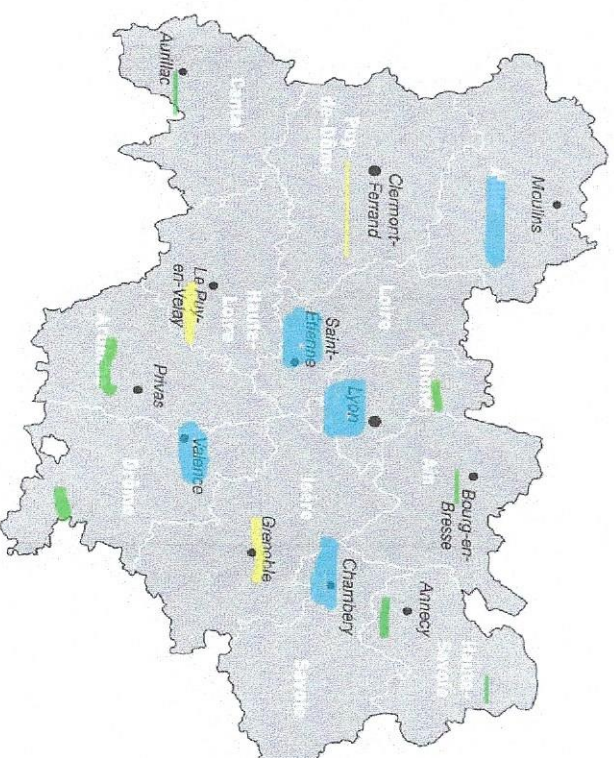 Moulins
Bourg-en-
Bresse
Ain
Haute-
Savoie
Annecy
Rhône
Loire
Clermont-
Ferrand
Puy-
de-Dôme
Lyon
Saint-
Étienne
Chambéry
Savoie
Isère
Grenoble
Haute-
Loire
Le Puy-
en-Velay
Cantal
Aurillac
Valence
Privas
Drôme